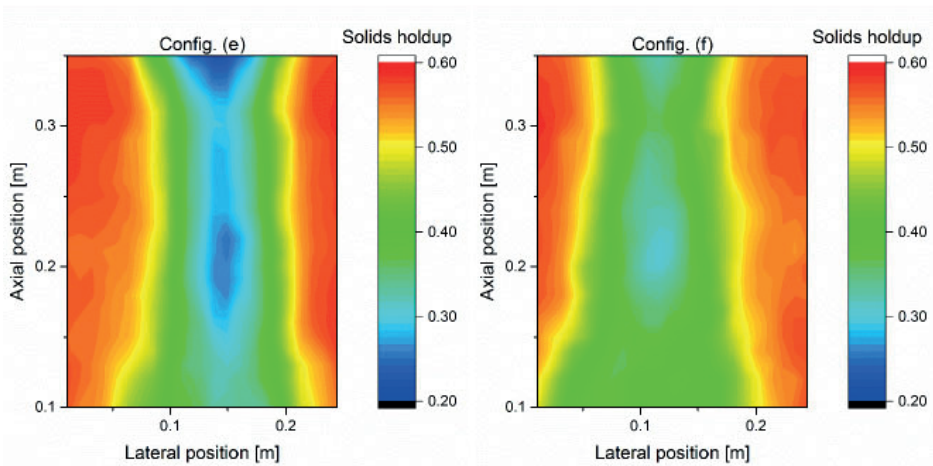 Config. (e)
Solids holdup
0.60
0.50
0.40
0.30
0.20
0.3
0.2
0.1
Axial position [m]
0.1
0.2
Lateral position [m]
Config. (f)
Solids holdup
0.60
0.50
0.40
0.30
0.20
0.3
0.2
0.1
Axial position [m]
0.1
0.2
Lateral position [m]